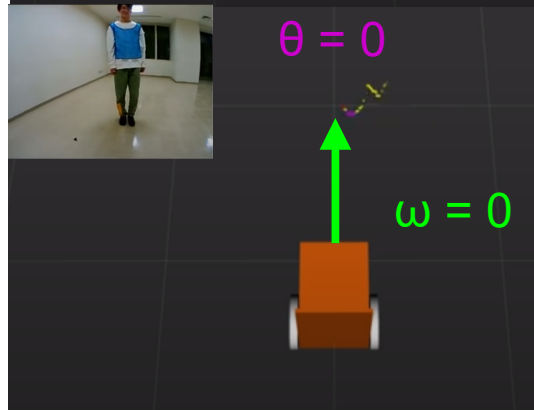 θ = 0
ω = 0